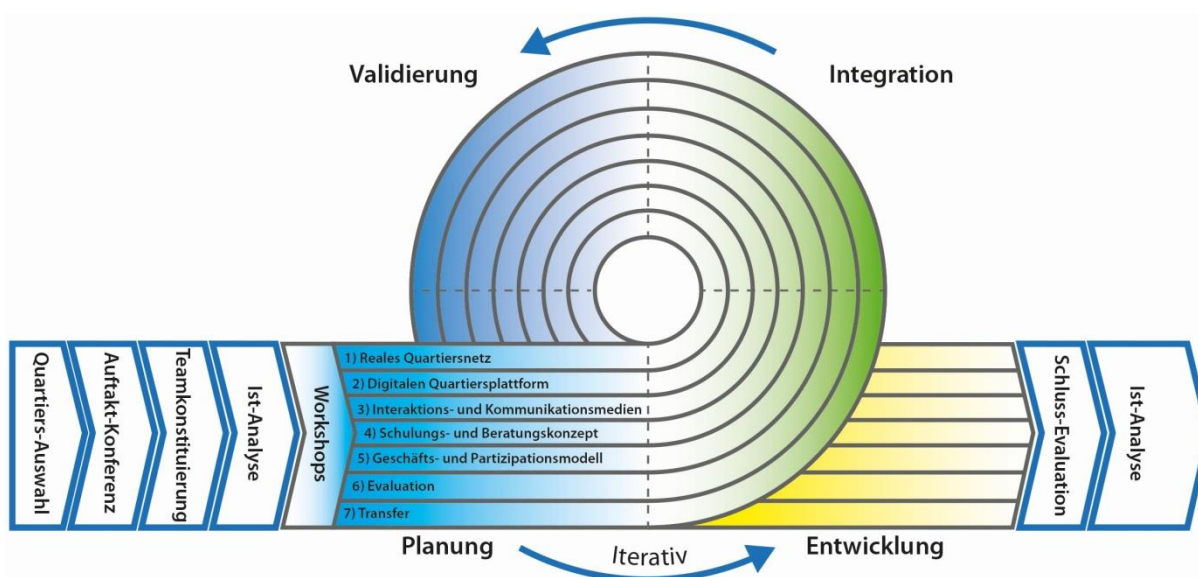 Validierung
Integration
Quartiers-Auswahl
Auftakt-Konferenz
Teamkonstituierung
Ist-Analyse
Workshops
1) Reales Quartiersnetz
2) Digitalen Quartiersplattform
3) Interaktions- und Kommunikationsmedien
4) Schulungs- und Beratungskonzept
5) Geschäfts- und Partizipationsmodell
6) Evaluation
7) Transfer
Schluss-Evaluation
Ist-Analyse
Planung
Iterativ
Entwicklung